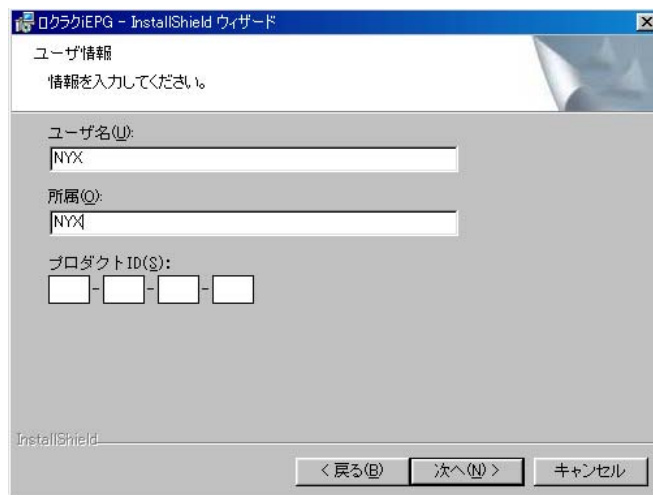 ロクラクiEPG - InstallShield ウィザード
ユーザ情報
情報を入力してください。
ユーザ名(U):
NYX
所属(O):
NYX
プロダクトID(S):
- - -
InstallShield
< 戻る(B) 次へ(N) > キャンセル